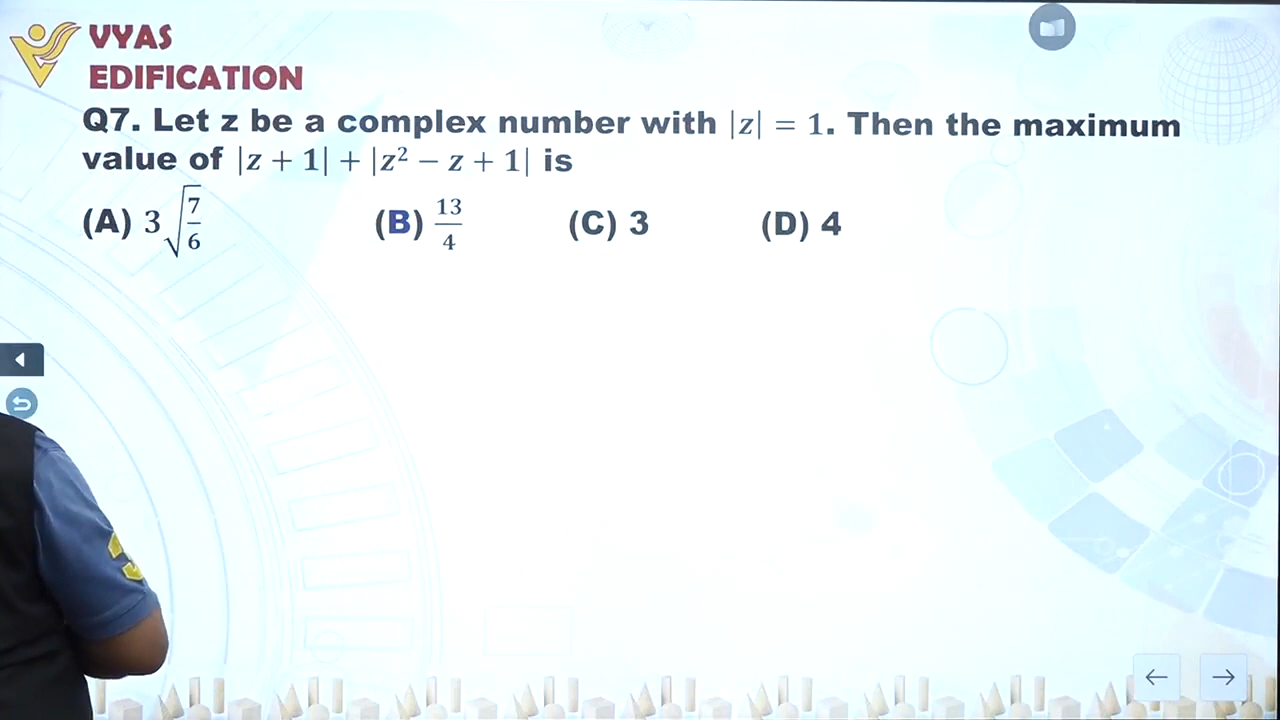 VYAS
EDIFICATION
Q7. Let z be a complex number with |z| = 1. Then the maximum
value of |z + 1| + |z² − z + 1| is
(A) 3√(7/6) (B) 13/4 (C) 3 (D) 4
3